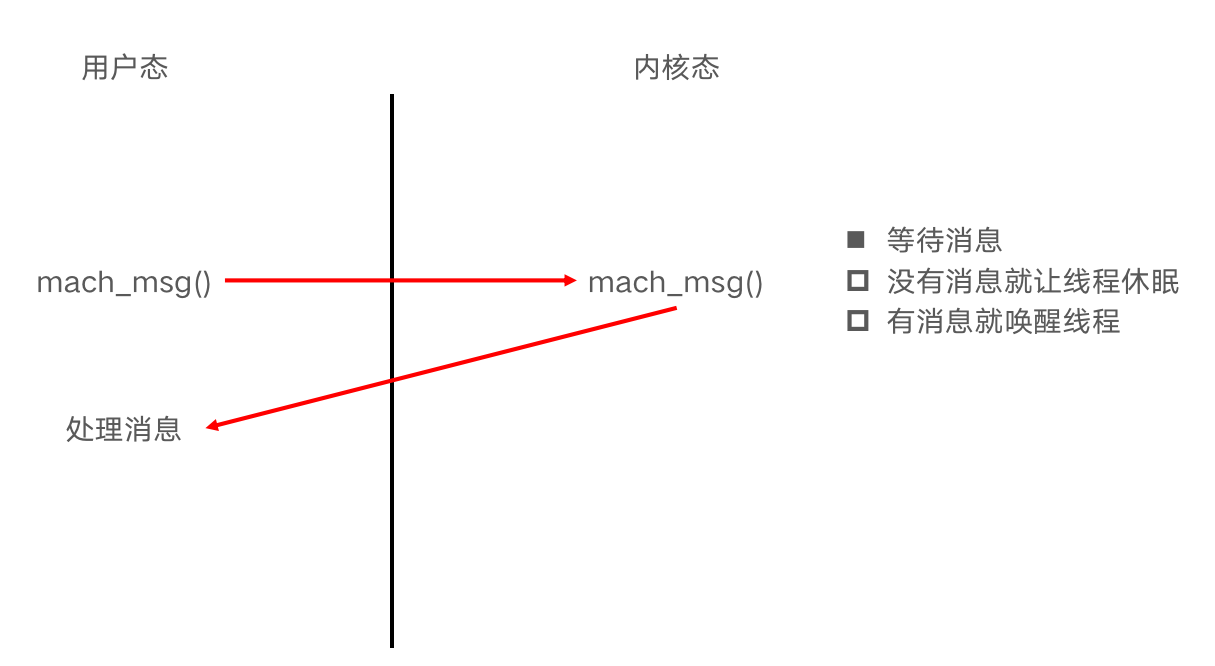 用户态
内核态
mach_msg()
mach_msg()
等待消息
没有消息就让线程休眠
有消息就唤醒线程
处理消息